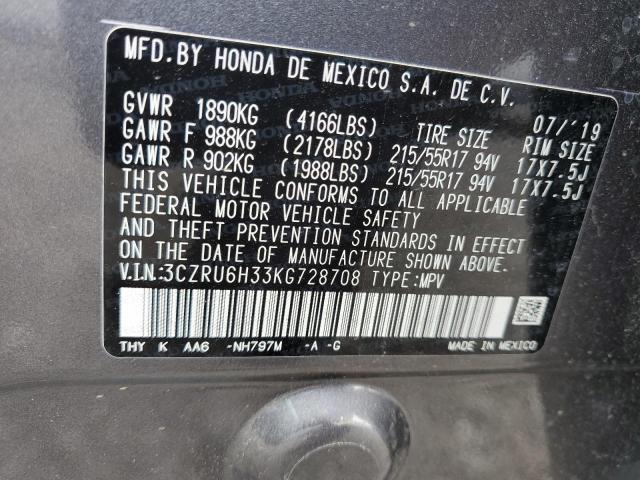 MFD.BY HONDA DE MEXICO S.A. DE C.V.
07/'19
GVWR 1890KG (4166LBS) TIRE SIZE RIM SIZE
GAWR F 988KG (2178LBS) 215/55R17 94V 17X7.5J
GAWR R 902KG (1988LBS) 215/55R17 94V 17X7.5J
THIS VEHICLE CONFORMS TO ALL APPLICABLE
FEDERAL MOTOR VEHICLE SAFETY
AND THEFT PREVENTION STANDARDS IN EFFECT
ON THE DATE OF MANUFACTURE SHOWN ABOVE.
V.I.N:3CZRU6H33KG728708 TYPE:MPV
THY K AA6 -NH797M -A -G MADE IN MEXICO